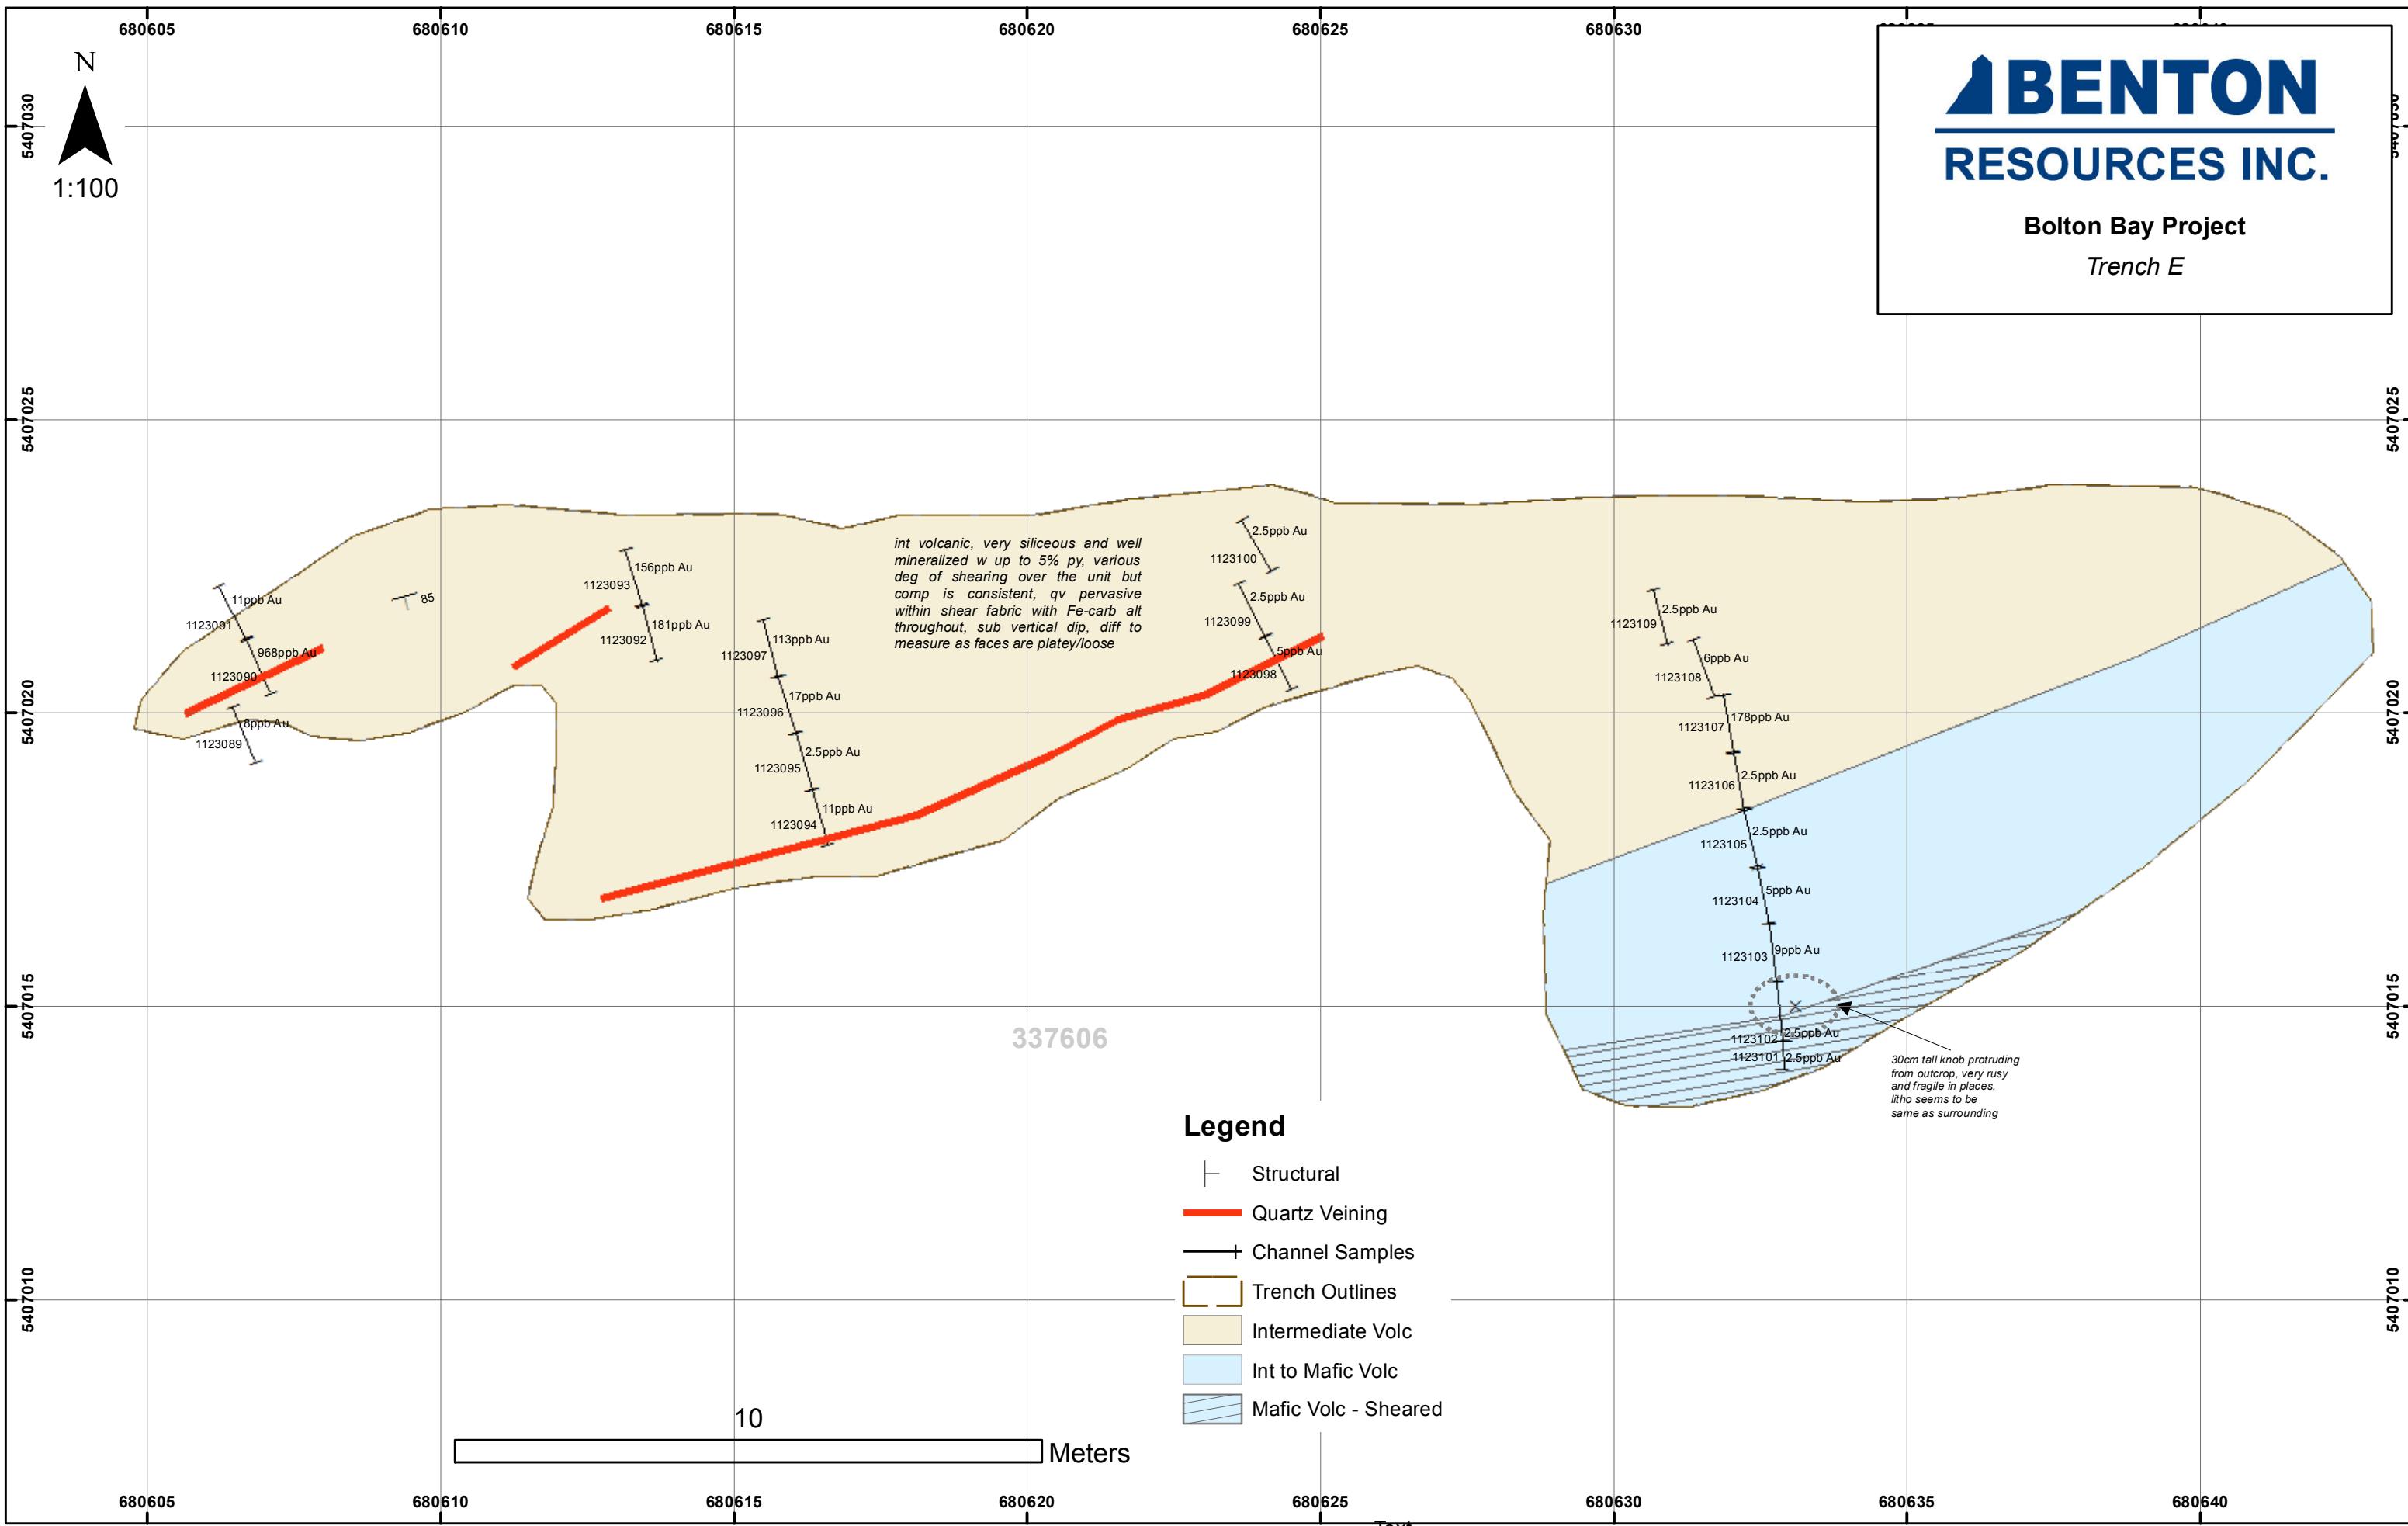 680605 680610 680615 680620 680625 680630
N
1:100
BENTON
RESOURCES INC.
Bolton Bay Project
Trench E
5407030
5407025
5407025
5407020
5407020
5407015
5407015
5407010
5407010
11ppb Au
1123091
968ppb Au
1123090
8ppb Au
1123089
85
156ppb Au
1123093
181ppb Au
1123092
113ppb Au
1123097
17ppb Au
1123096
2.5ppb Au
1123095
11ppb Au
1123094
int volcanic, very siliceous and well
mineralized w up to 5% py, various
deg of shearing over the unit but
comp is consistent, qv pervasive
within shear fabric with Fe-carb alt
throughout, sub vertical dip, diff to
measure as faces are platey/loose
2.5ppb Au
1123100
2.5ppb Au
1123099
5ppb Au
1123098
2.5ppb Au
1123109
6ppb Au
1123108
178ppb Au
1123107
2.5ppb Au
1123106
2.5ppb Au
1123105
5ppb Au
1123104
9ppb Au
1123103
2.5ppb Au
1123102
2.5ppb Au
1123101
30cm tall knob protruding
from outcrop, very rusy
and fragile in places,
litho seems to be
same as surrounding
337606
Legend
Structural
Quartz Veining
Channel Samples
Trench Outlines
Intermediate Volc
Int to Mafic Volc
Mafic Volc - Sheared
10
Meters
680605 680610 680615 680620 680625 680630 680635 680640